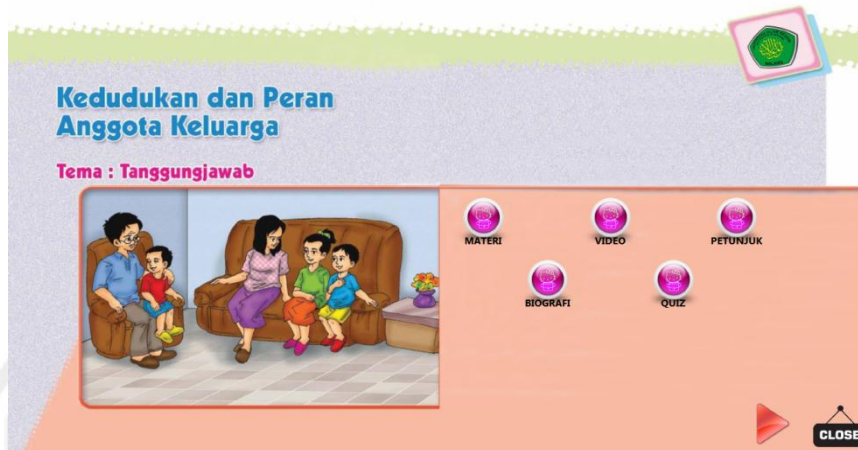 Kedudukan dan Peran
Anggota Keluarga
Tema : Tanggungjawab
MATERI
VIDEO
PETUNJUK
BIOGRAFI
QUIZ
CLOSE